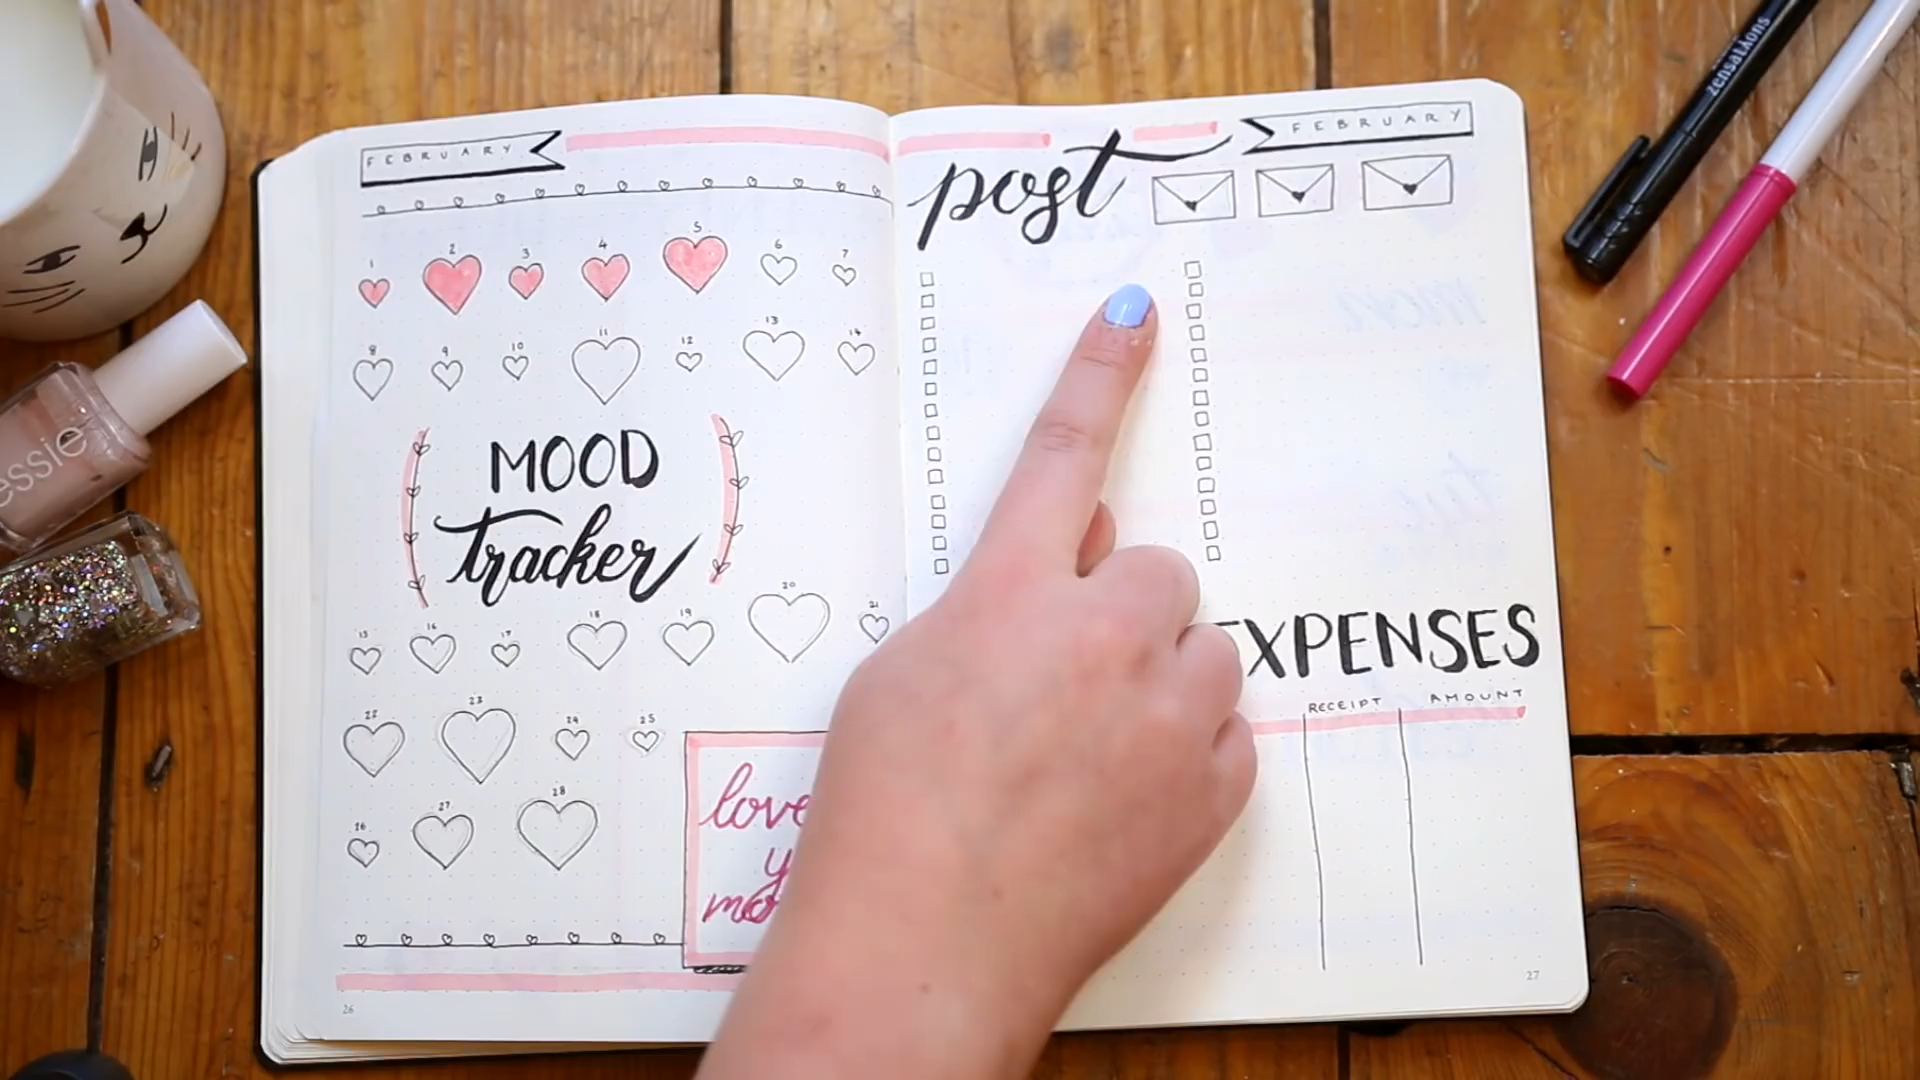 FEBRUARY
1 2 3 4 5 6 7
8 9 10 11 12 13 14
MOOD
tracker
15 16 17 18 19 20 21
22 23 24 25
26 27 28
love
mo
26
FEBRUARY
post
EXPENSES
RECEIPT AMOUNT
27
essie
zensations